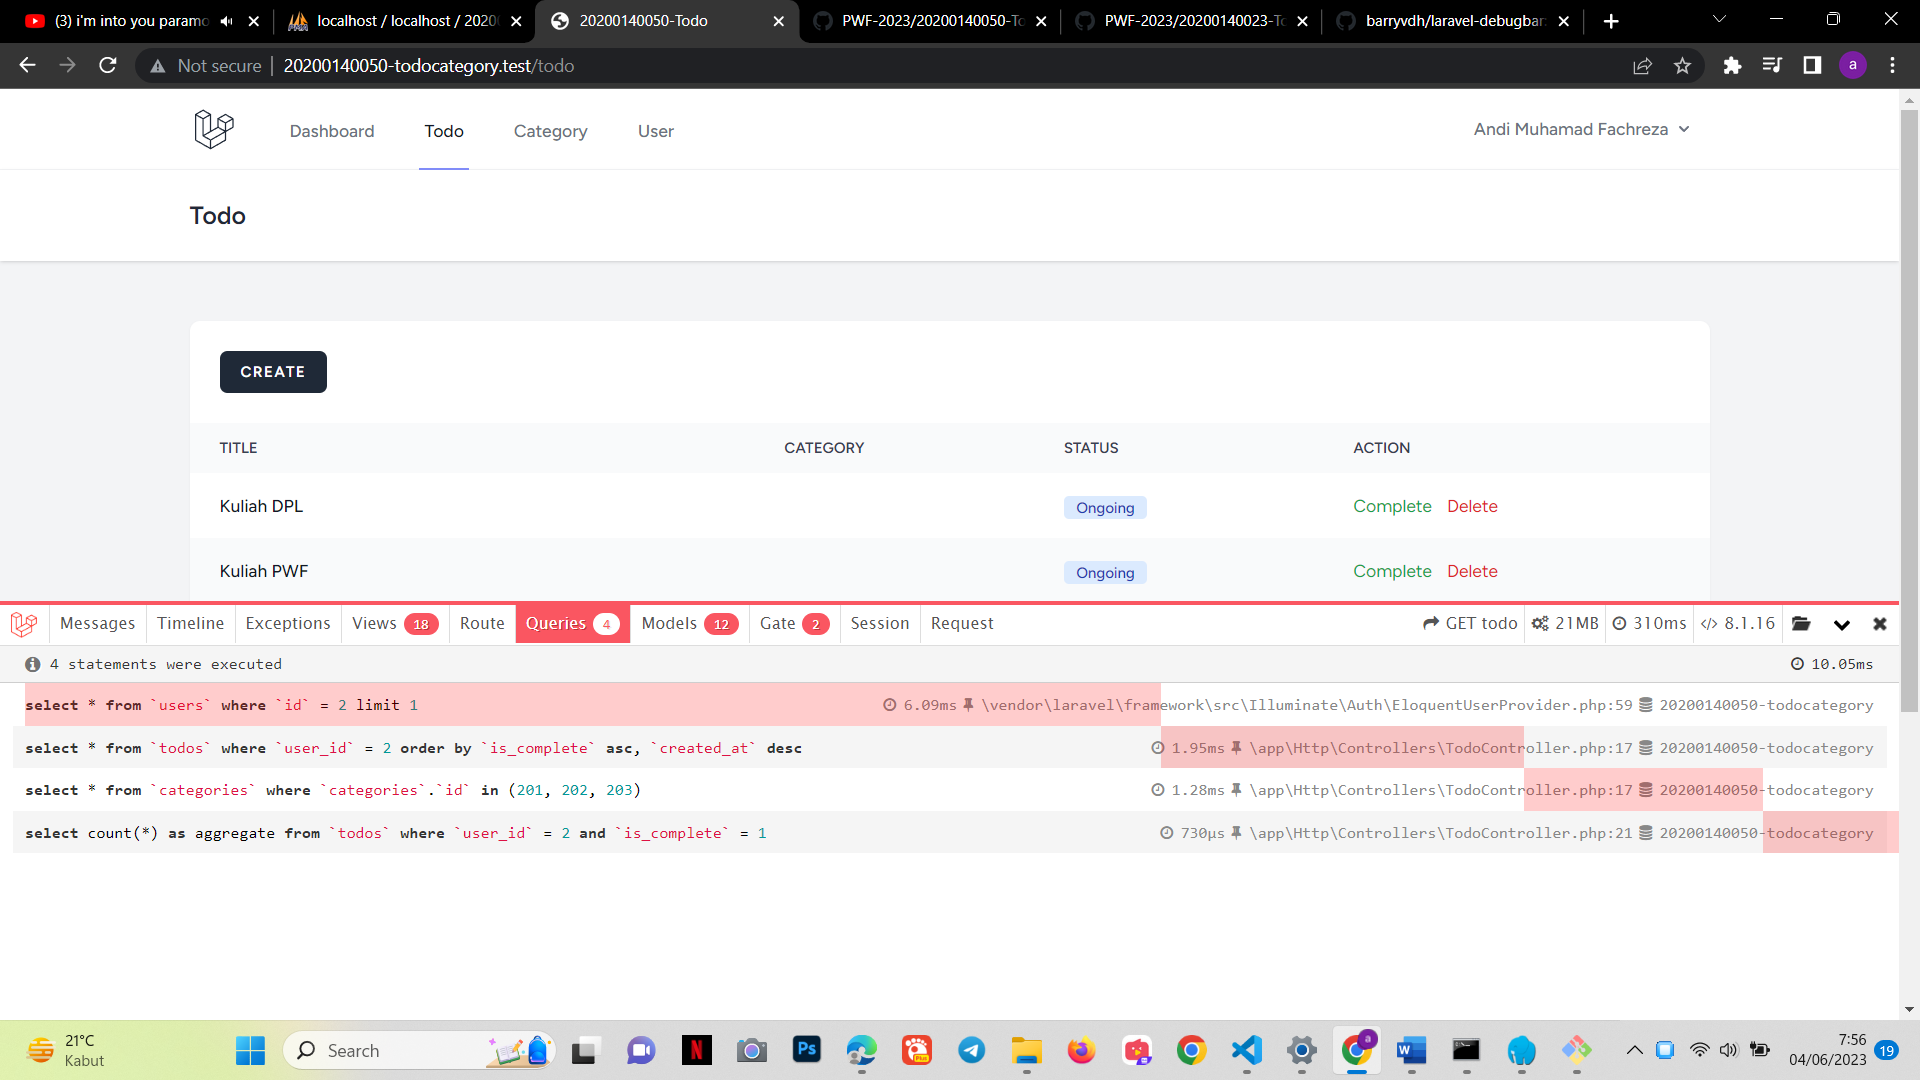 (3) i'm into you paramo
localhost / localhost / 2020
20200140050-Todo
PWF-2023/20200140050-To
PWF-2023/20200140023-To
barryvdh/laravel-debugbar
Not secure
20200140050-todocategory.test/todo
a
Dashboard
Todo
Category
User
Andi Muhamad Fachreza
Todo
CREATE
TITLE
CATEGORY
STATUS
ACTION
Kuliah DPL
Ongoing
Complete
Delete
Kuliah PWF
Ongoing
Complete
Delete
Messages
Timeline
Exceptions
Views 18
Route
Queries 4
Models 12
Gate 2
Session
Request
GET todo
21MB
310ms
</> 8.1.16
4 statements were executed
10.05ms
select * from `users` where `id` = 2 limit 1
6.09ms
\vendor\laravel\framework\src\Illuminate\Auth\EloquentUserProvider.php:59
20200140050-todocategory
select * from `todos` where `user_id` = 2 order by `is_complete` asc, `created_at` desc
1.95ms
\app\Http\Controllers\TodoController.php:17
20200140050-todocategory
select * from `categories` where `categories`.`id` in (201, 202, 203)
1.28ms
\app\Http\Controllers\TodoController.php:17
20200140050-todocategory
select count(*) as aggregate from `todos` where `user_id` = 2 and `is_complete` = 1
730μs
\app\Http\Controllers\TodoController.php:21
20200140050-todocategory
21°C
Kabut
Search
N
Ps
a
W
7:56
04/06/2023
19